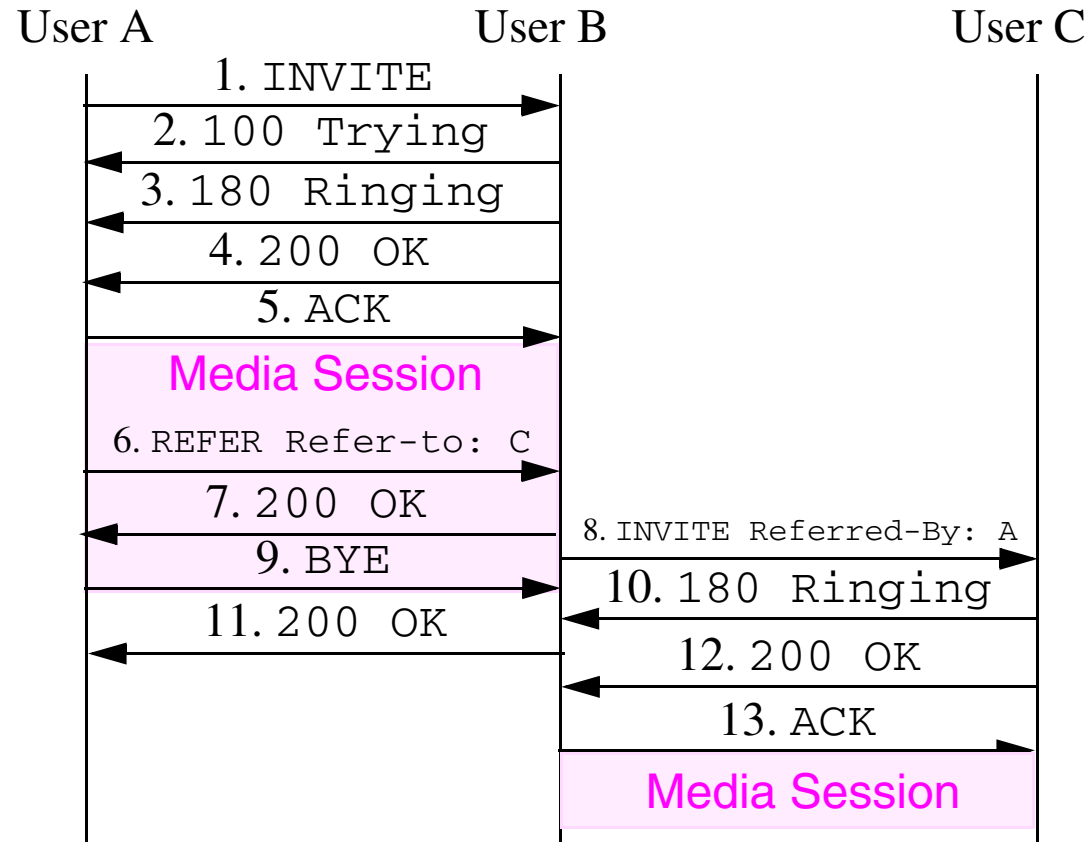 User A
User B
User C
1. INVITE
2. 100 Trying
3. 180 Ringing
4. 200 OK
5. ACK
Media Session
6. REFER Refer-to: C
7. 200 OK
8. INVITE Referred-By: A
9. BYE
10. 180 Ringing
11. 200 OK
12. 200 OK
13. ACK
Media Session